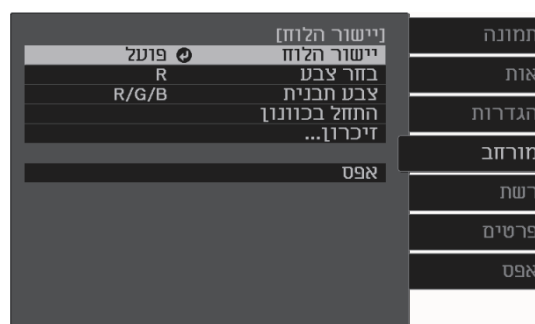 [יישור הלוח]
יישור הלוח פועל
בחר צבע R
צבע תבנית R/G/B
התחל בכוונון
זיכרון...
אפס
תמונה
אות
הגדרות
מורחב
רשת
פרטים
אפס